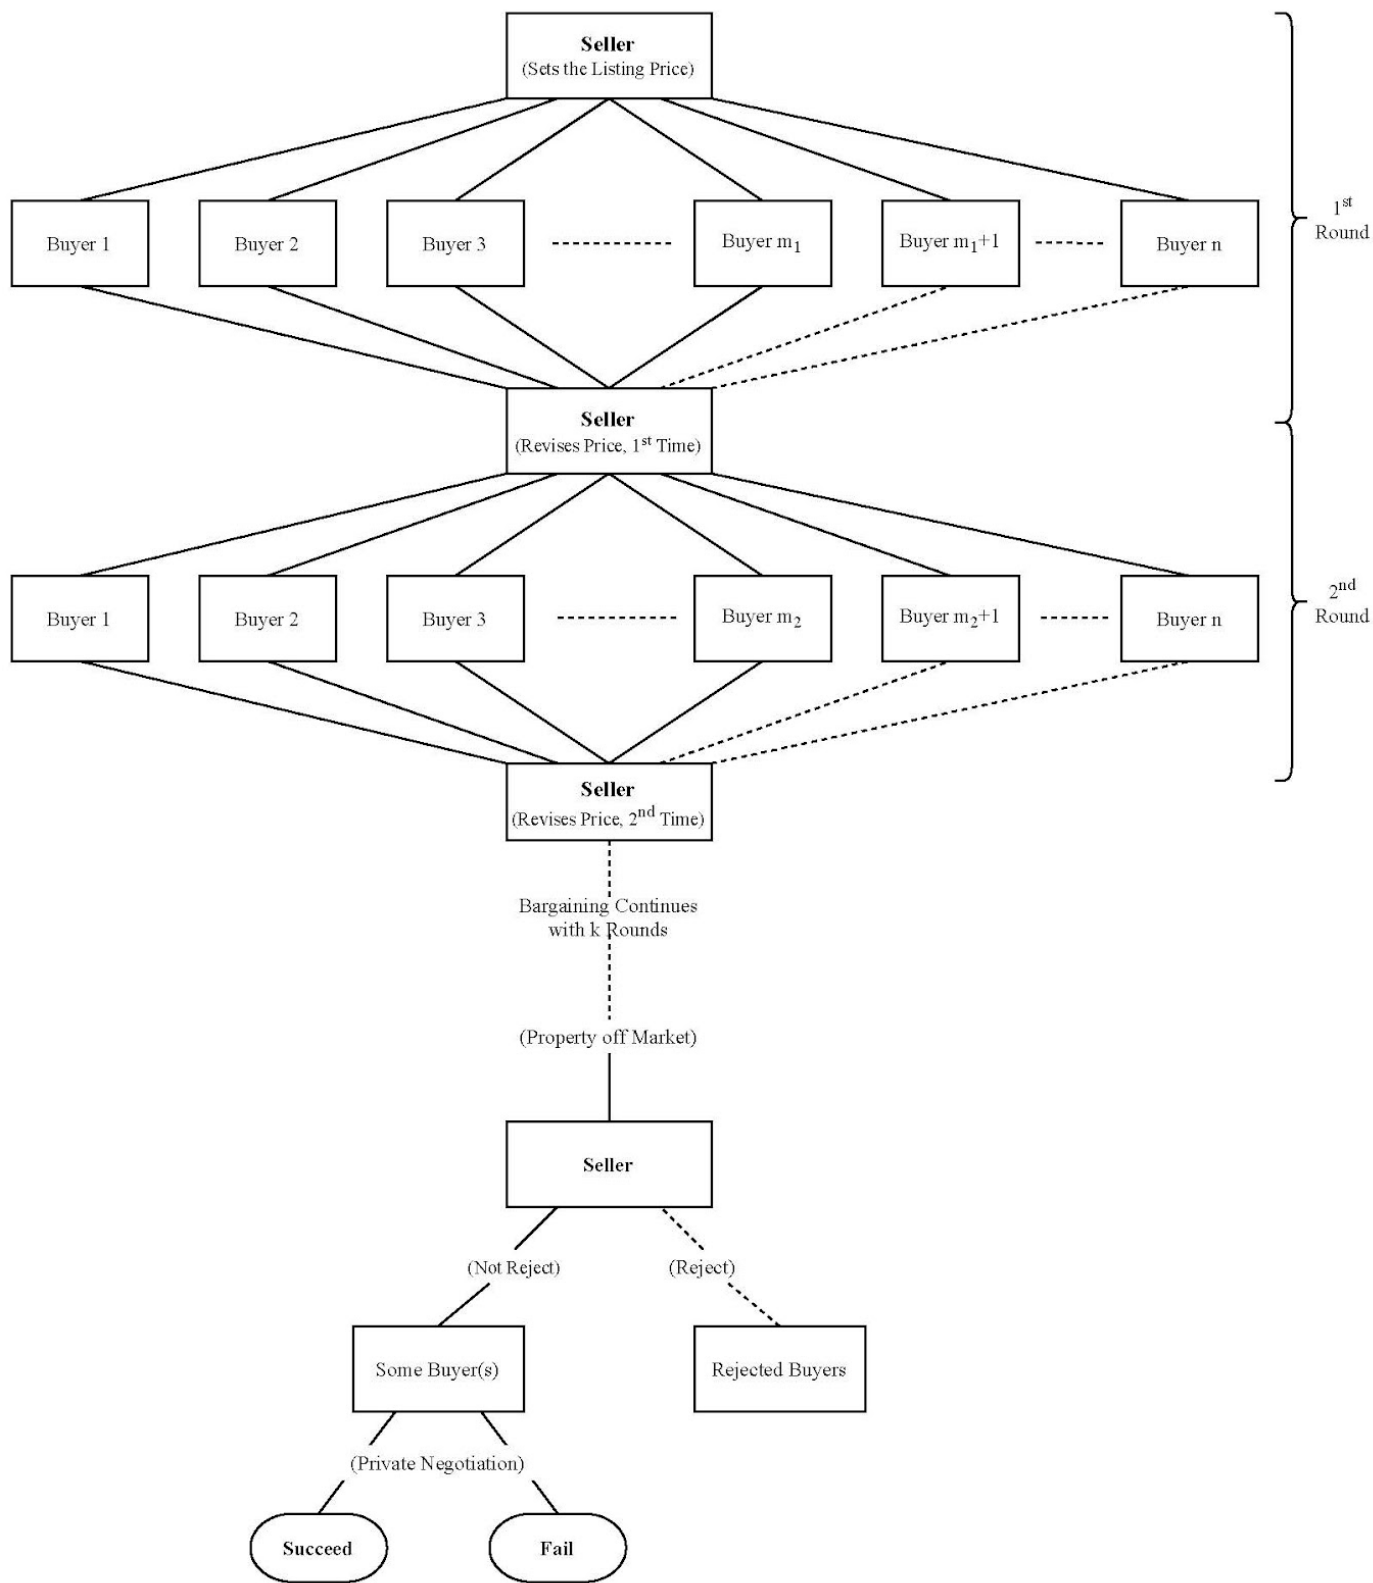 Seller
(Sets the Listing Price)
Buyer 1
Buyer 2
Buyer 3
Buyer m₁
Buyer m₁+1
Buyer n
1ˢᵗ
Round
Seller
(Revises Price, 1ˢᵗ Time)
Buyer 1
Buyer 2
Buyer 3
Buyer m₂
Buyer m₂+1
Buyer n
2ⁿᵈ
Round
Seller
(Revises Price, 2ⁿᵈ Time)
Bargaining Continues
with k Rounds
(Property off Market)
Seller
(Not Reject)
(Reject)
Some Buyer(s)
Rejected Buyers
(Private Negotiation)
Succeed
Fail